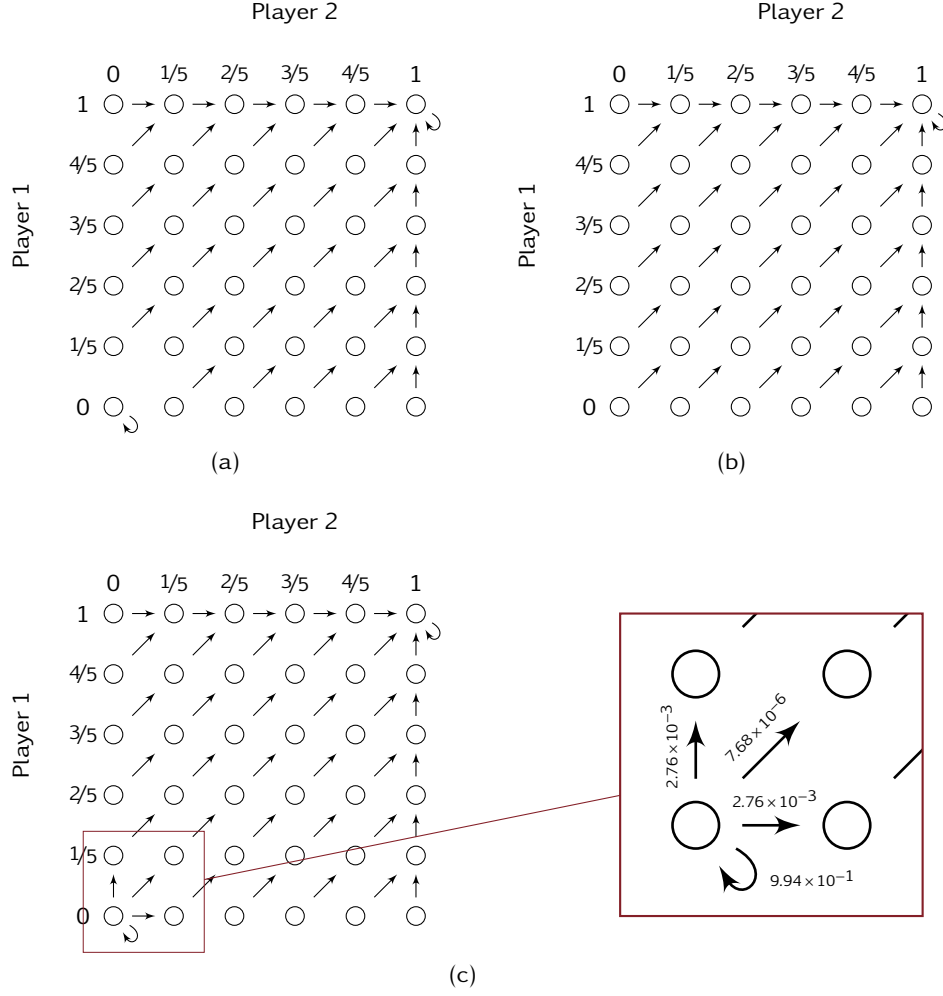 Player 2 Player 2
0 1/5 2/5 3/5 4/5 1 0 1/5 2/5 3/5 4/5 1
1 1
4/5 4/5
3/5 3/5
Player 1 Player 1
2/5 2/5
1/5 1/5
0 0
(a) (b)
Player 2
0 1/5 2/5 3/5 4/5 1
1
4/5
3/5
Player 1
2/5
1/5
0
2.76×10−3
7.68×10−6
2.76×10−3
9.94×10−1
(c)